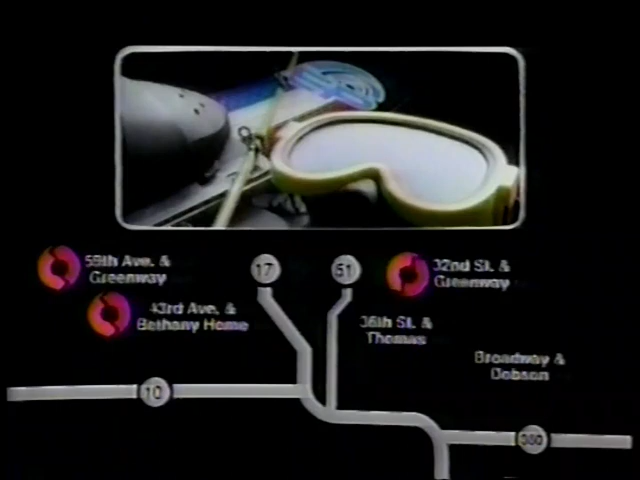 59th Ave. &
Greenway
17
51
32nd St. &
Greenway
43rd Ave. &
Bethany Home
36th St. &
Thomas
Broadway &
Dobson
10
360